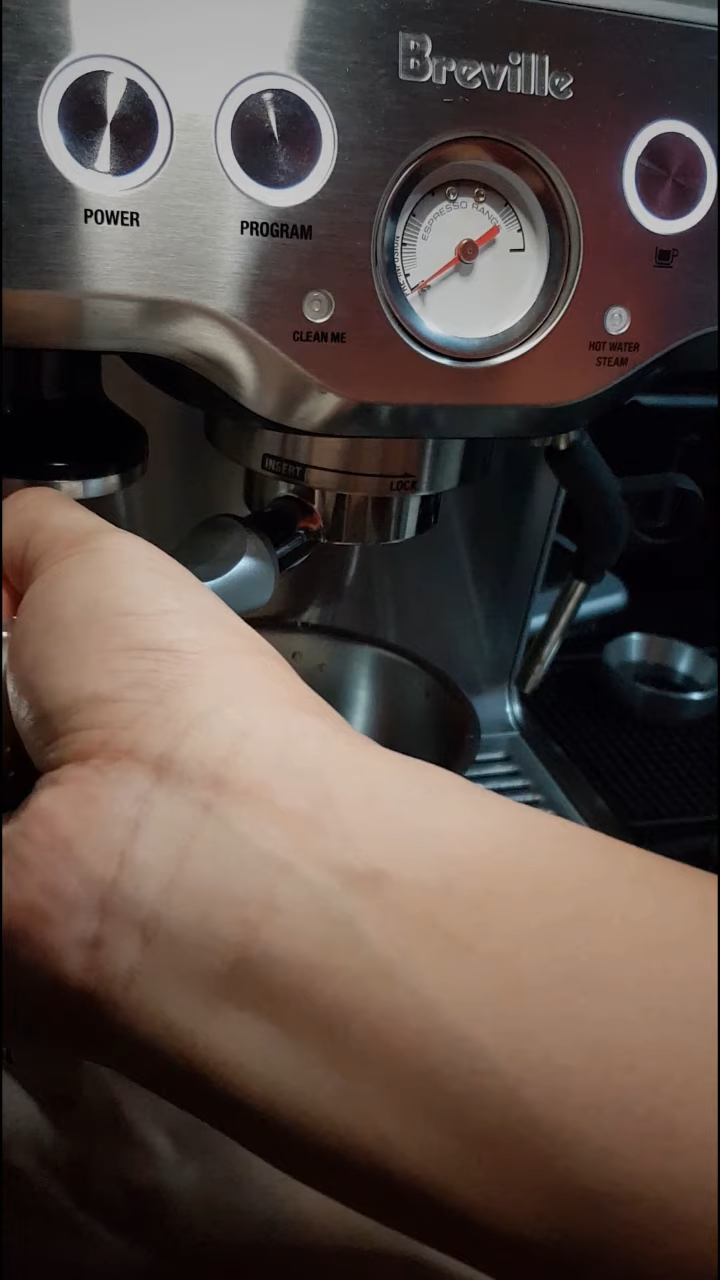 Breville
POWER
PROGRAM
ESPRESSO RANGE
CLEAN ME
HOT WATER
STEAM
INSERT
LOCK